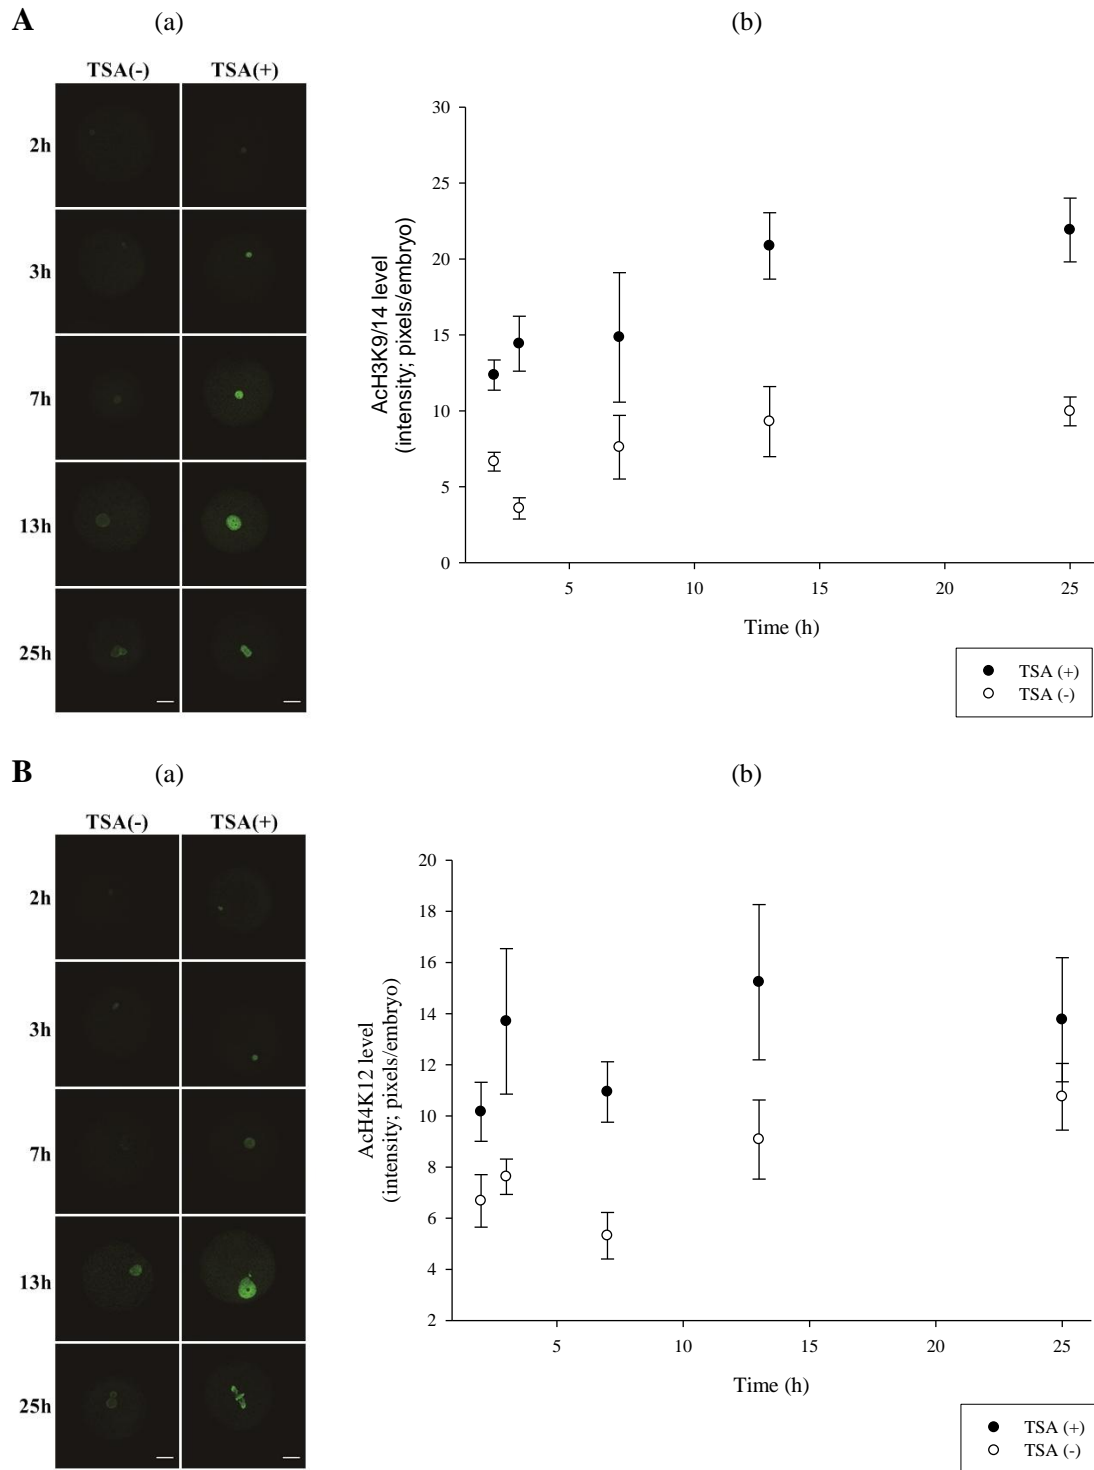 A (a) (b)
TSA(-) TSA(+)
2h
3h
7h
13h
25h
30
25
20
15
10
5
0
AcH3K9/14 level
(intensity; pixels/embryo)
5 10 15 20 25
Time (h)
TSA (+)
TSA (-)
B (a) (b)
TSA(-) TSA(+)
2h
3h
7h
13h
25h
20
18
16
14
12
10
8
6
4
2
AcH4K12 level
(intensity; pixels/embryo)
5 10 15 20 25
Time (h)
TSA (+)
TSA (-)